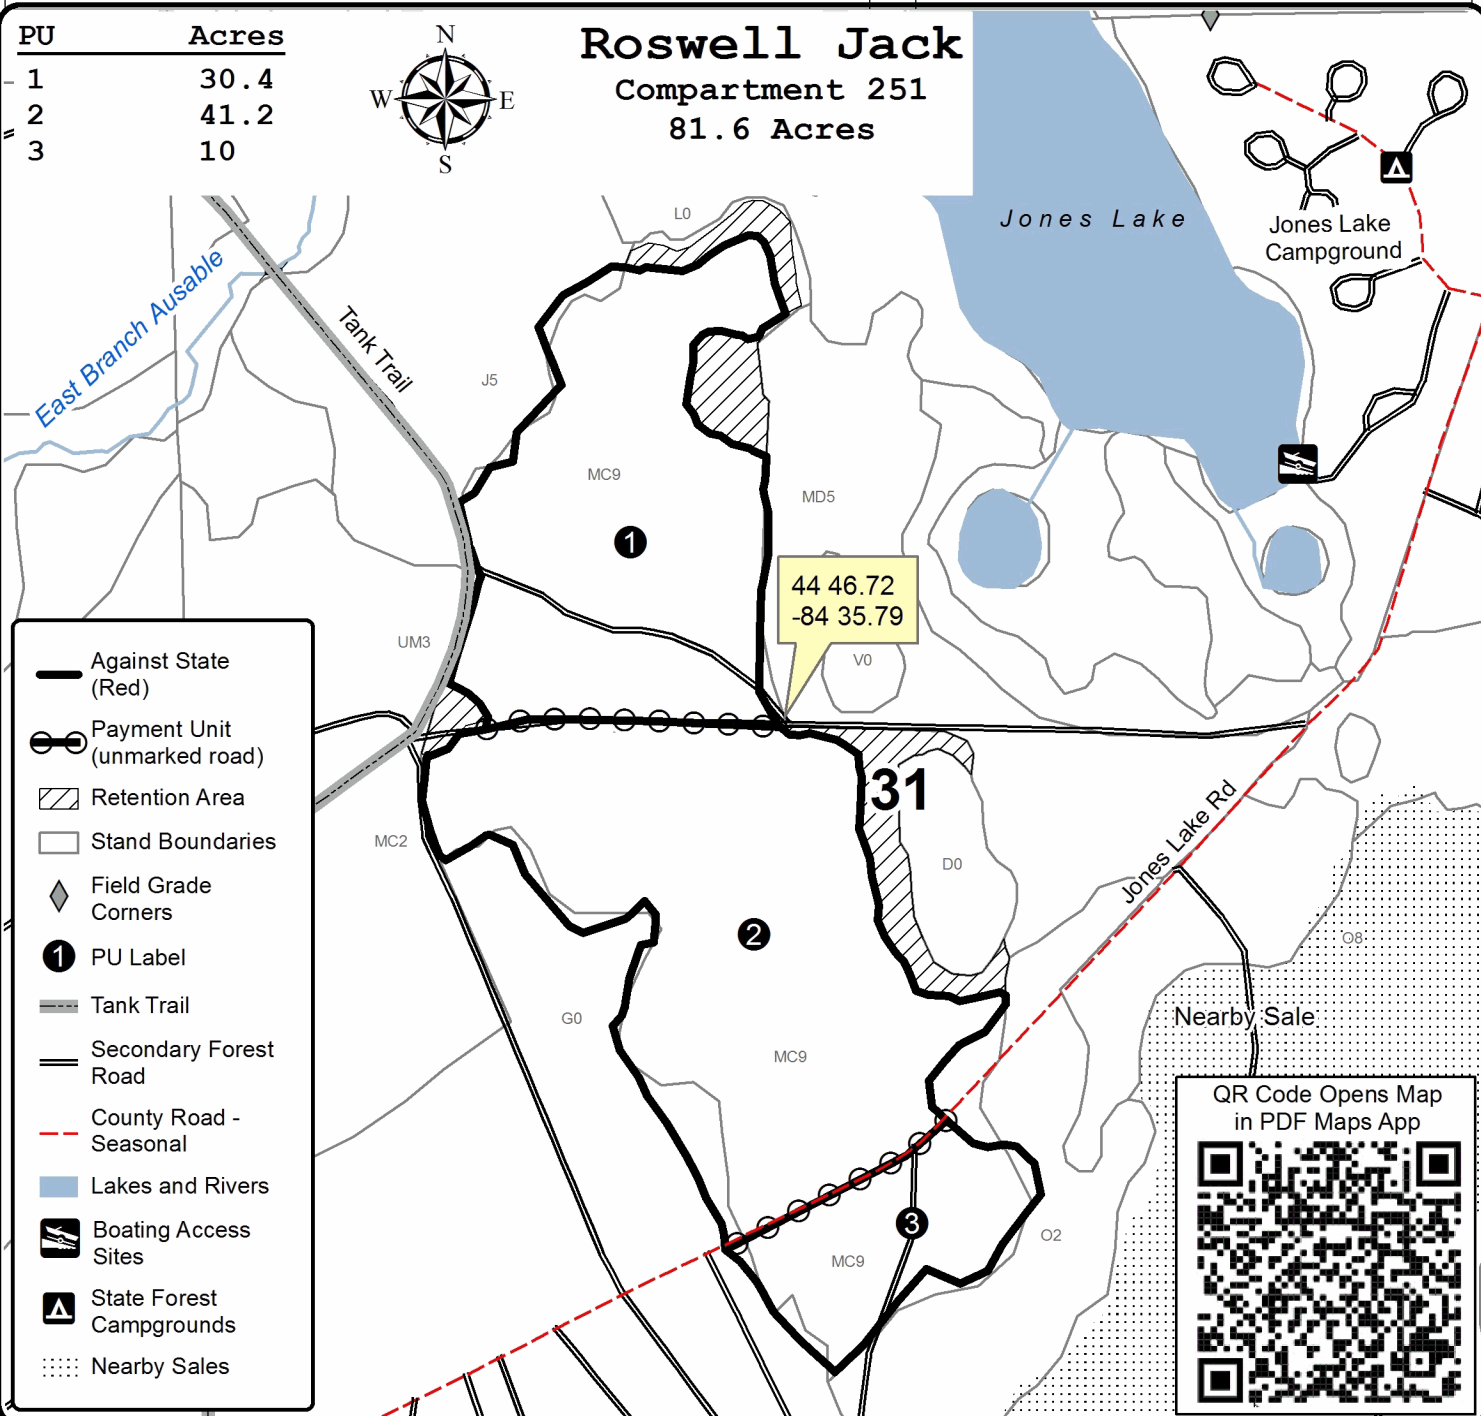 PU Acres
1 30.4
2 41.2
3 10
N
W E
S
Roswell Jack
Compartment 251
81.6 Acres
Jones Lake
Jones Lake
Campground
East Branch Ausable
Tank Trail
L0
MC9
J5
MC9
MD5
1
44 46.72
-84 35.79
UM3
V0
31
MC2
D0
Jones Lake Rd
2
O8
G0
Nearby Sale
MC9
3
O2
MC9
Against State
(Red)
Payment Unit
(unmarked road)
Retention Area
Stand Boundaries
Field Grade
Corners
1 PU Label
Tank Trail
Secondary Forest
Road
County Road -
Seasonal
Lakes and Rivers
Boating Access
Sites
State Forest
Campgrounds
Nearby Sales
QR Code Opens Map
in PDF Maps App